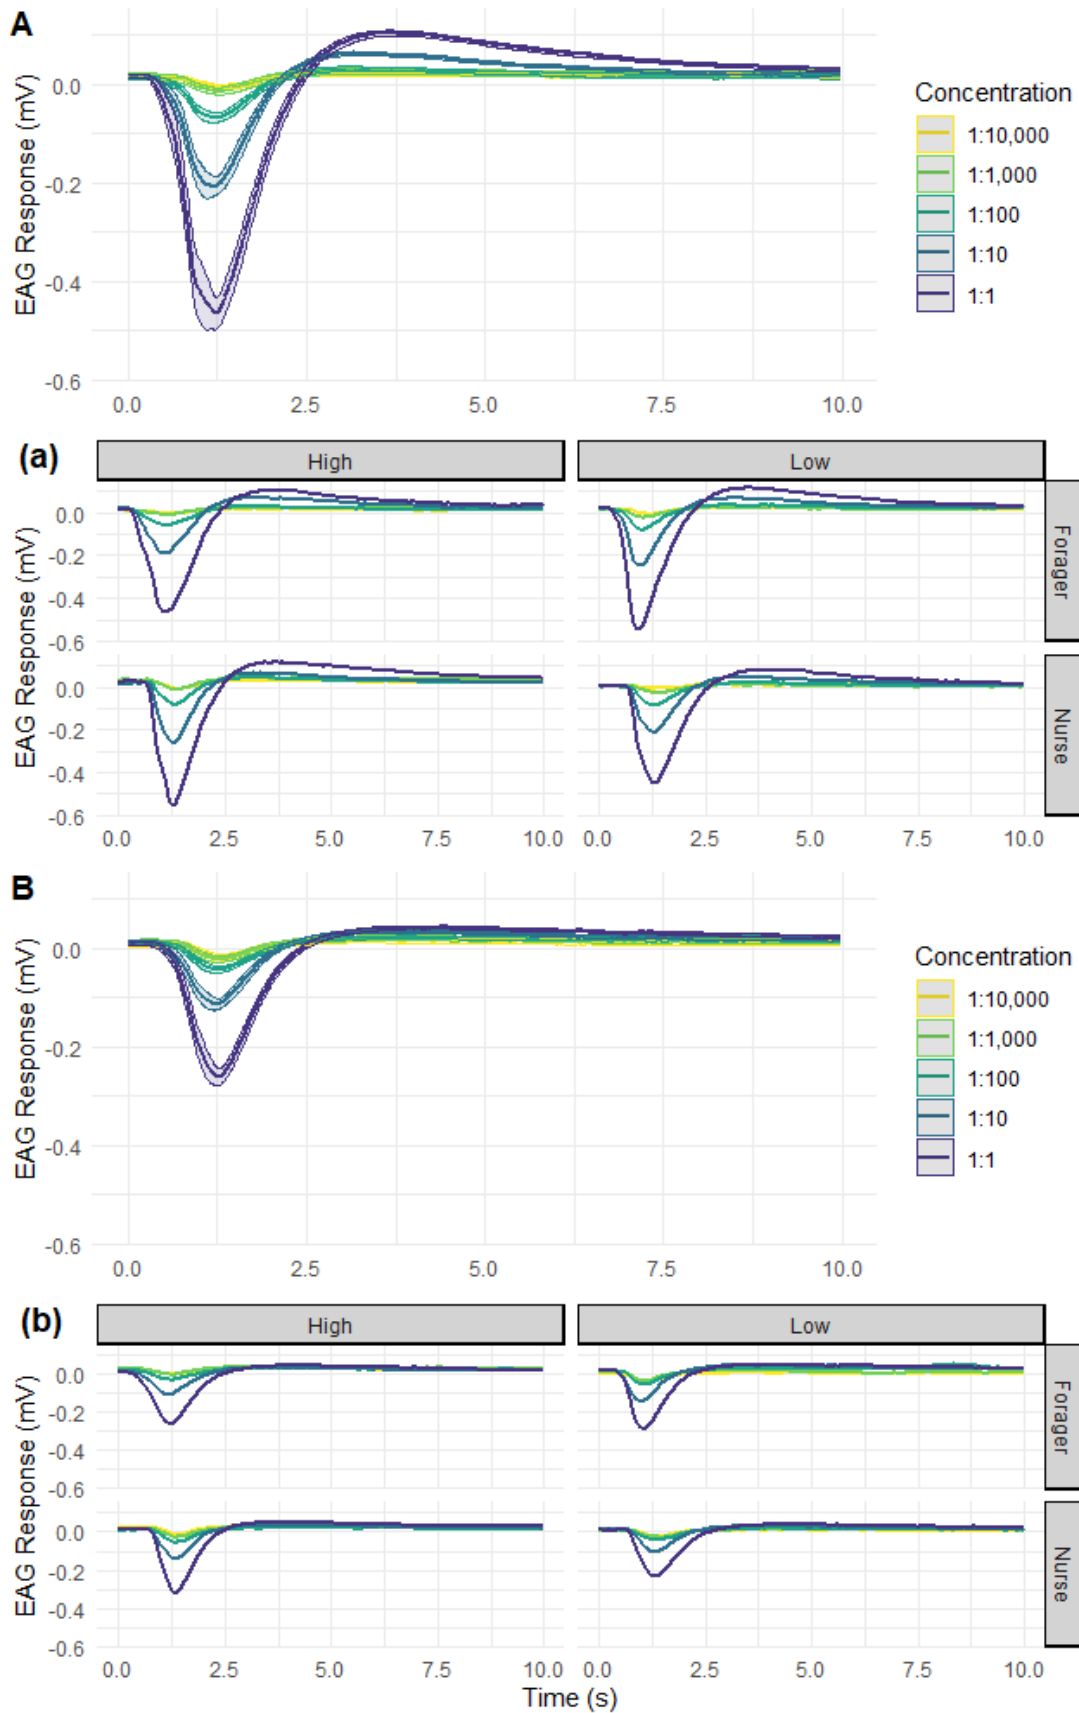 A
EAG Response (mV)
0.0
-0.2
-0.4
-0.6
0.0 2.5 5.0 7.5 10.0
Concentration
1:10,000
1:1,000
1:100
1:10
1:1
(a)
High Low
EAG Response (mV)
0.0
-0.2
-0.4
-0.6
Forager
0.0
-0.2
-0.4
-0.6
Nurse
0.0 2.5 5.0 7.5 10.0 0.0 2.5 5.0 7.5 10.0
B
EAG Response (mV)
0.0
-0.2
-0.4
-0.6
0.0 2.5 5.0 7.5 10.0
Concentration
1:10,000
1:1,000
1:100
1:10
1:1
(b)
High Low
EAG Response (mV)
0.0
-0.2
-0.4
-0.6
Forager
0.0
-0.2
-0.4
-0.6
Nurse
0.0 2.5 5.0 7.5 10.0 0.0 2.5 5.0 7.5 10.0
Time (s)